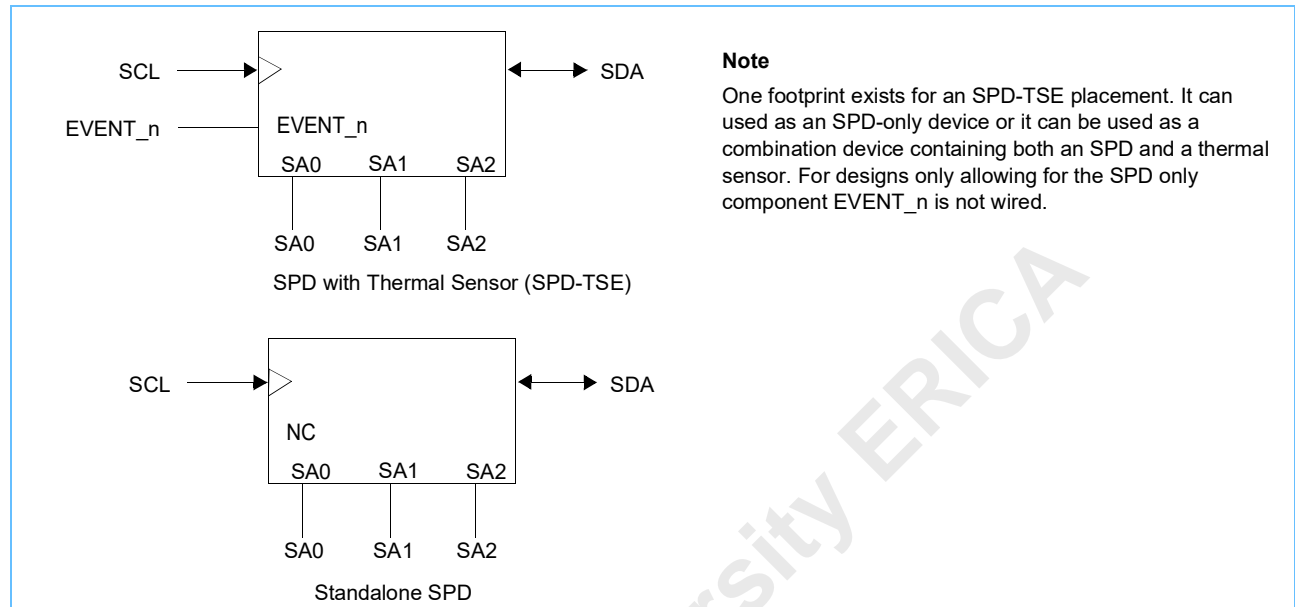 SCL
SDA
EVENT_n
EVENT_n
SA0 SA1 SA2
SA0 SA1 SA2
SPD with Thermal Sensor (SPD-TSE)
SCL
SDA
NC
SA0 SA1 SA2
SA0 SA1 SA2
Standalone SPD
Note
One footprint exists for an SPD-TSE placement. It can
used as an SPD-only device or it can be used as a
combination device containing both an SPD and a thermal
sensor. For designs only allowing for the SPD only
component EVENT_n is not wired.
ersity ERICA